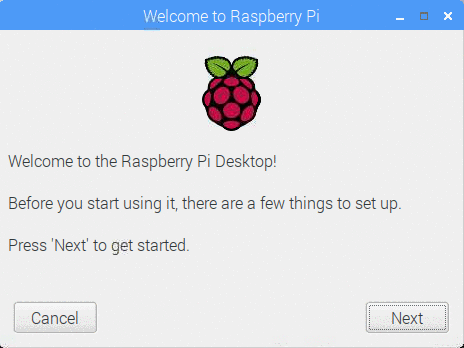 Welcome to Raspberry Pi
Welcome to the Raspberry Pi Desktop!
Before you start using it, there are a few things to set up.
Press 'Next' to get started.
Cancel
Next